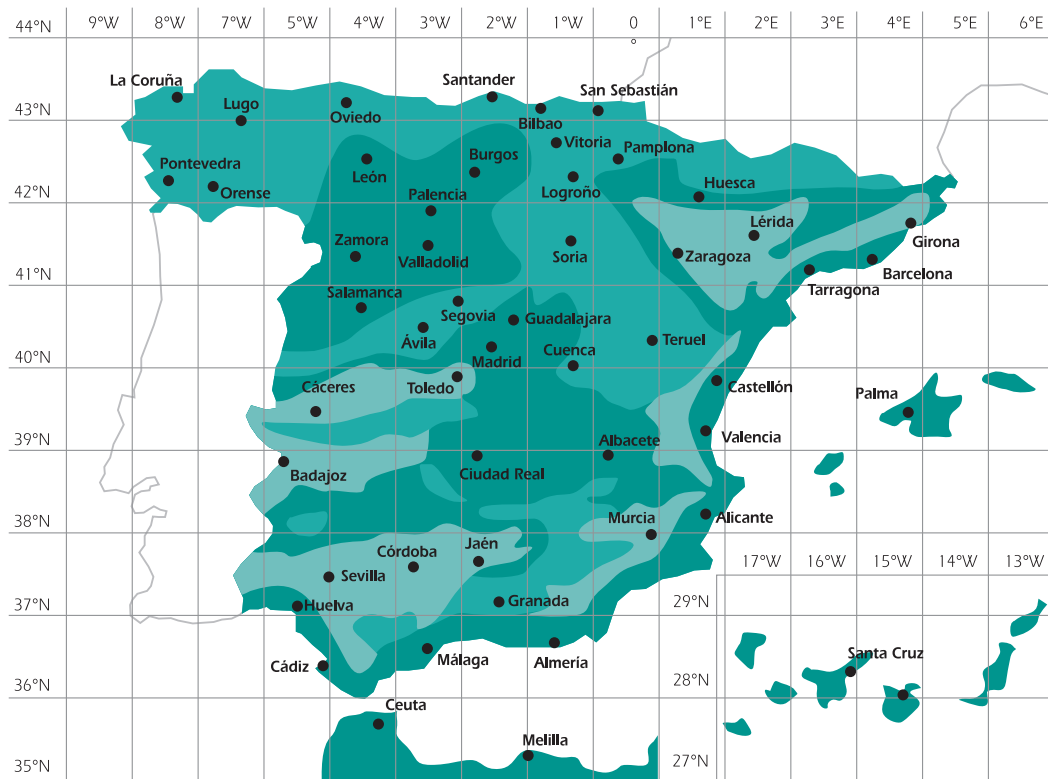 9°W 8°W 7°W 6°W 5°W 4°W 3°W 2°W 1°W 0° 1°E 2°E 3°E 4°E 5°E 6°E
44°N
La Coruña
Santander
San Sebastián
43°N
Lugo
Oviedo
Bilbao
Vitoria
Pamplona
Pontevedra
Orense
León
Burgos
Logroño
Huesca
42°N
Palencia
Lérida
Girona
Zamora
Valladolid
Soria
Zaragoza
41°N
Barcelona
Tarragona
Salamanca
Segovia
Guadalajara
Ávila
Madrid
Cuenca
Teruel
40°N
Cáceres
Toledo
Castellón
Palma
39°N
Albacete
Valencia
Badajoz
Ciudad Real
38°N
Murcia
Alicante
Córdoba
Jaén
Sevilla
17°W 16°W 15°W 14°W 13°W
37°N
Huelva
Granada
29°N
Cádiz
Málaga
Almería
Santa Cruz
36°N
28°N
Ceuta
Melilla
35°N
27°N